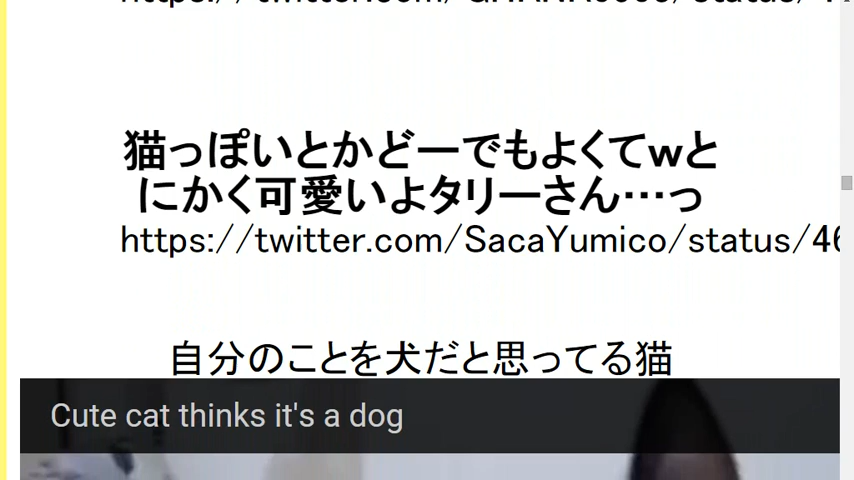 猫っぽいとかどーでもよくてwと
にかく可愛いよタリーさん…っ
https://twitter.com/SacaYumico/status/46
自分のことを犬だと思ってる猫
Cute cat thinks it's a dog